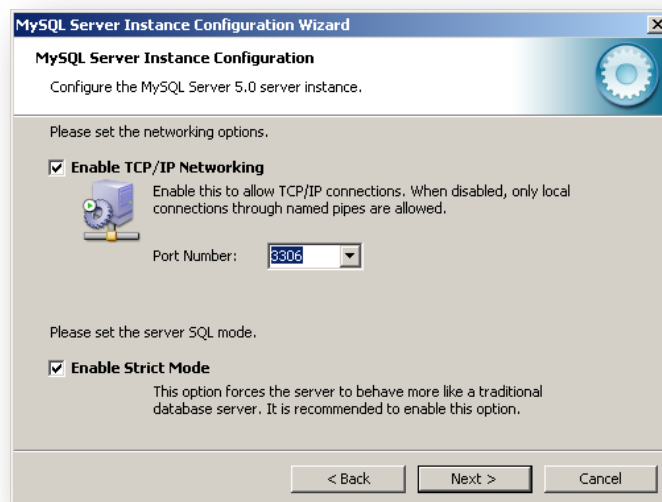 MySQL Server Instance Configuration Wizard
MySQL Server Instance Configuration
Configure the MySQL Server 5.0 server instance.
Please set the networking options.
Enable TCP/IP Networking
Enable this to allow TCP/IP connections. When disabled, only local
connections through named pipes are allowed.
Port Number: 3306
Please set the server SQL mode.
Enable Strict Mode
This option forces the server to behave more like a traditional
database server. It is recommended to enable this option.
< Back Next > Cancel